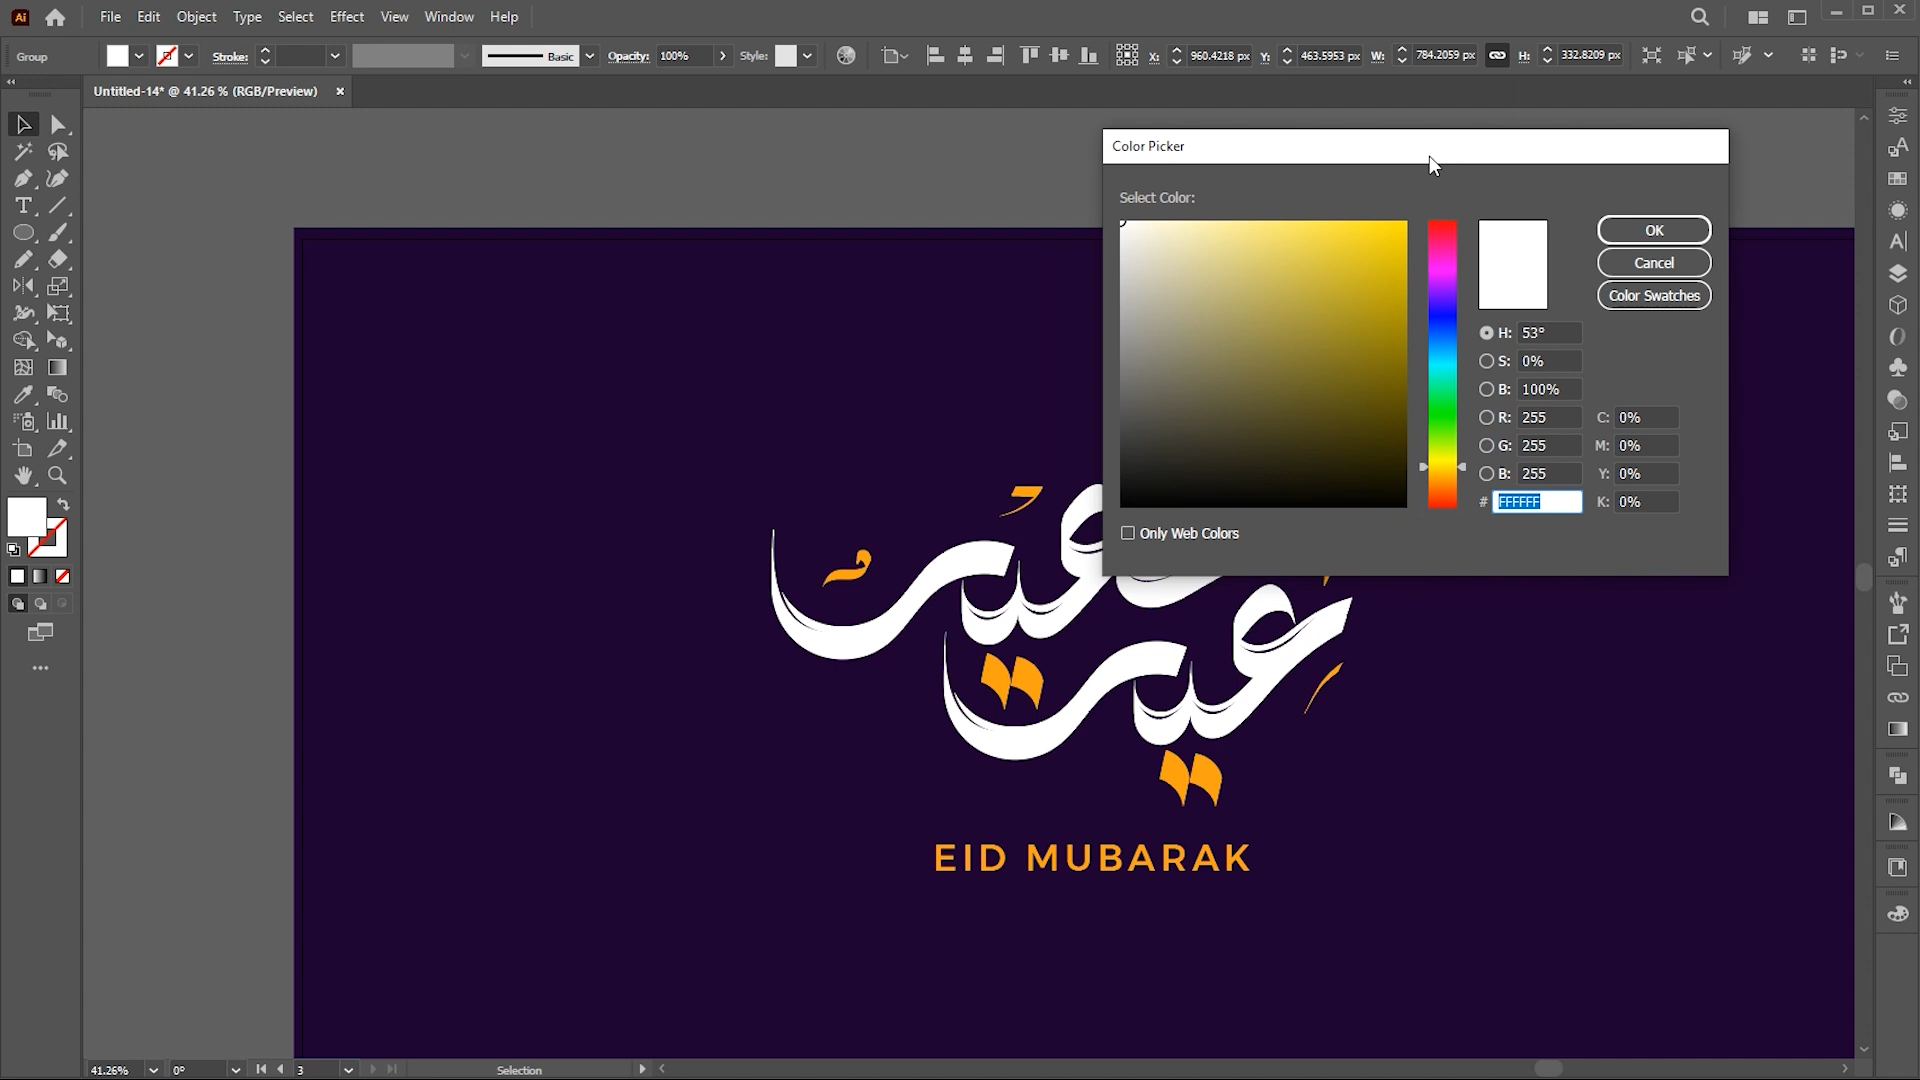 Ai File Edit Object Type Select Effect View Window Help
Group Stroke: Basic Opacity: 100% Style: X: 960.4218 px Y: 463.5953 px W: 784.2059 px H: 332.8209 px
Untitled-14* @ 41.26 % (RGB/Preview)
Color Picker
Select Color:
OK
Cancel
Color Swatches
H: 53°
S: 0%
B: 100%
R: 255 C: 0%
G: 255 M: 0%
B: 255 Y: 0%
# FFFFFF K: 0%
Only Web Colors
EID MUBARAK
41.26% 0° 3 Selection